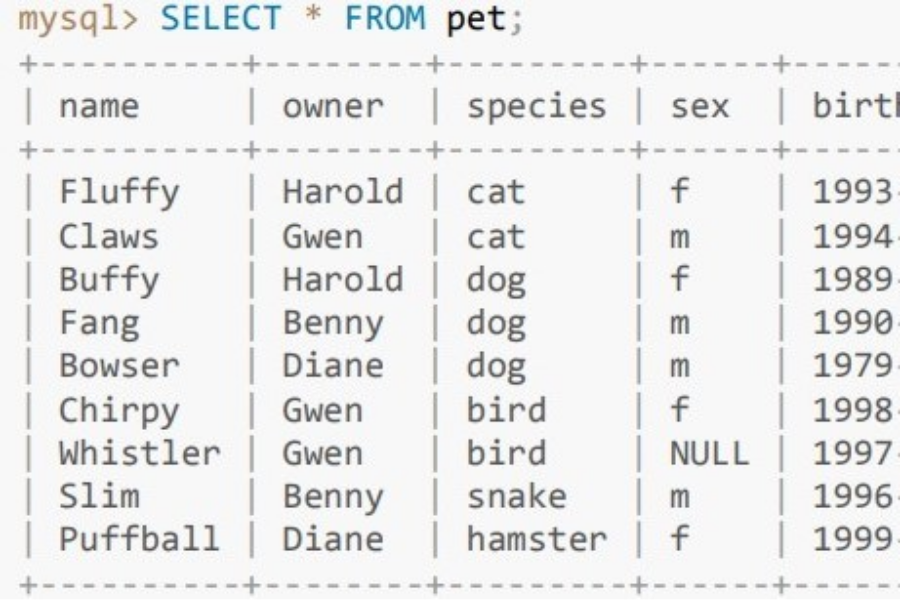 mysql> SELECT * FROM pet;
+----------+--------+---------+------+------
| name     | owner  | species | sex  | birth
+----------+--------+---------+------+------
| Fluffy   | Harold | cat     | f    | 1993-
| Claws    | Gwen   | cat     | m    | 1994-
| Buffy    | Harold | dog     | f    | 1989-
| Fang     | Benny  | dog     | m    | 1990-
| Bowser   | Diane  | dog     | m    | 1979-
| Chirpy   | Gwen   | bird    | f    | 1998-
| Whistler | Gwen   | bird    | NULL | 1997-
| Slim     | Benny  | snake   | m    | 1996-
| Puffball | Diane  | hamster | f    | 1999-
+----------+--------+---------+------+------